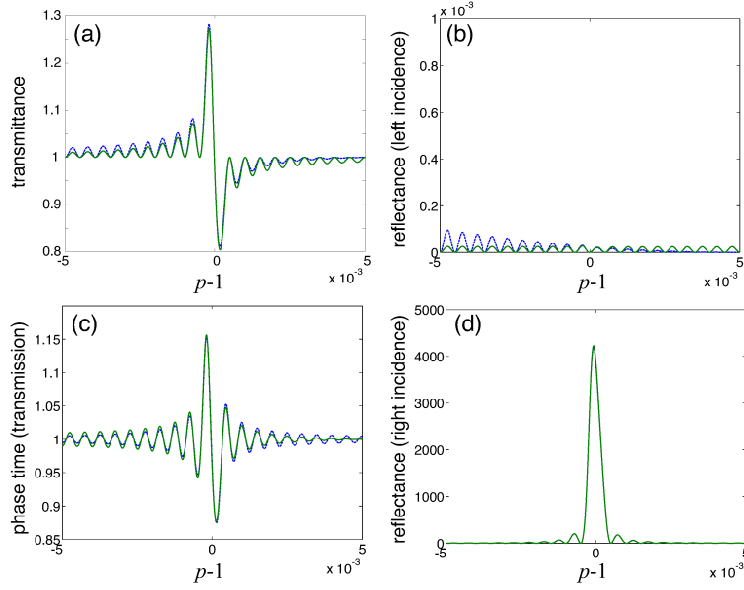 (a)
transmittance
1.3
1.2
1.1
1
0.9
0.8
-5
0
5
p-1
x 10⁻³
(b)
x 10⁻³
reflectance (left incidence)
1
0.8
0.6
0.4
0.2
0
-5
0
5
p-1
x 10⁻³
(c)
phase time (transmission)
1.15
1.1
1.05
1
0.95
0.9
0.85
-5
0
5
p-1
x 10⁻³
(d)
reflectance (right incidence)
5000
4000
3000
2000
1000
0
-5
0
5
p-1
x 10⁻³